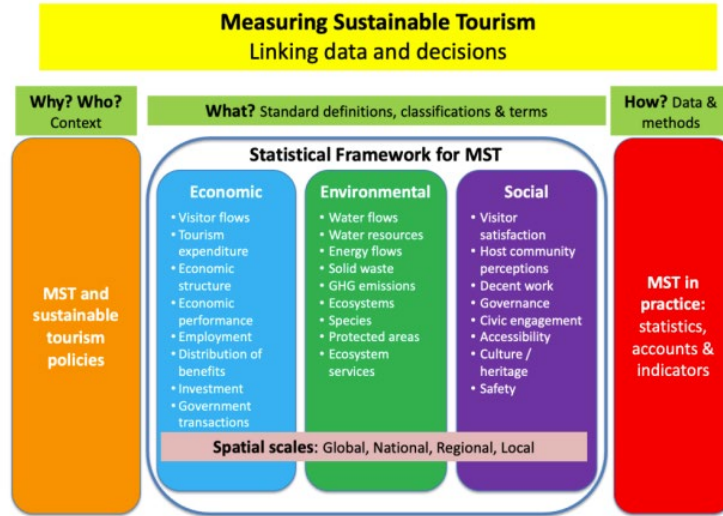 Measuring Sustainable Tourism
Linking data and decisions
Why? Who?
Context
What? Standard definitions, classifications & terms
How? Data &
methods
MST and
sustainable
tourism
policies
Statistical Framework for MST
Economic
• Visitor flows
• Tourism
expenditure
• Economic
structure
• Economic
performance
• Employment
• Distribution of
benefits
• Investment
• Government
transactions
Environmental
• Water flows
• Water resources
• Energy flows
• Solid waste
• GHG emissions
• Ecosystems
• Species
• Protected areas
• Ecosystem
services
Social
• Visitor
satisfaction
• Host community
perceptions
• Decent work
• Governance
• Civic engagement
• Accessibility
• Culture /
heritage
• Safety
Spatial scales: Global, National, Regional, Local
MST in
practice:
statistics,
accounts &
indicators